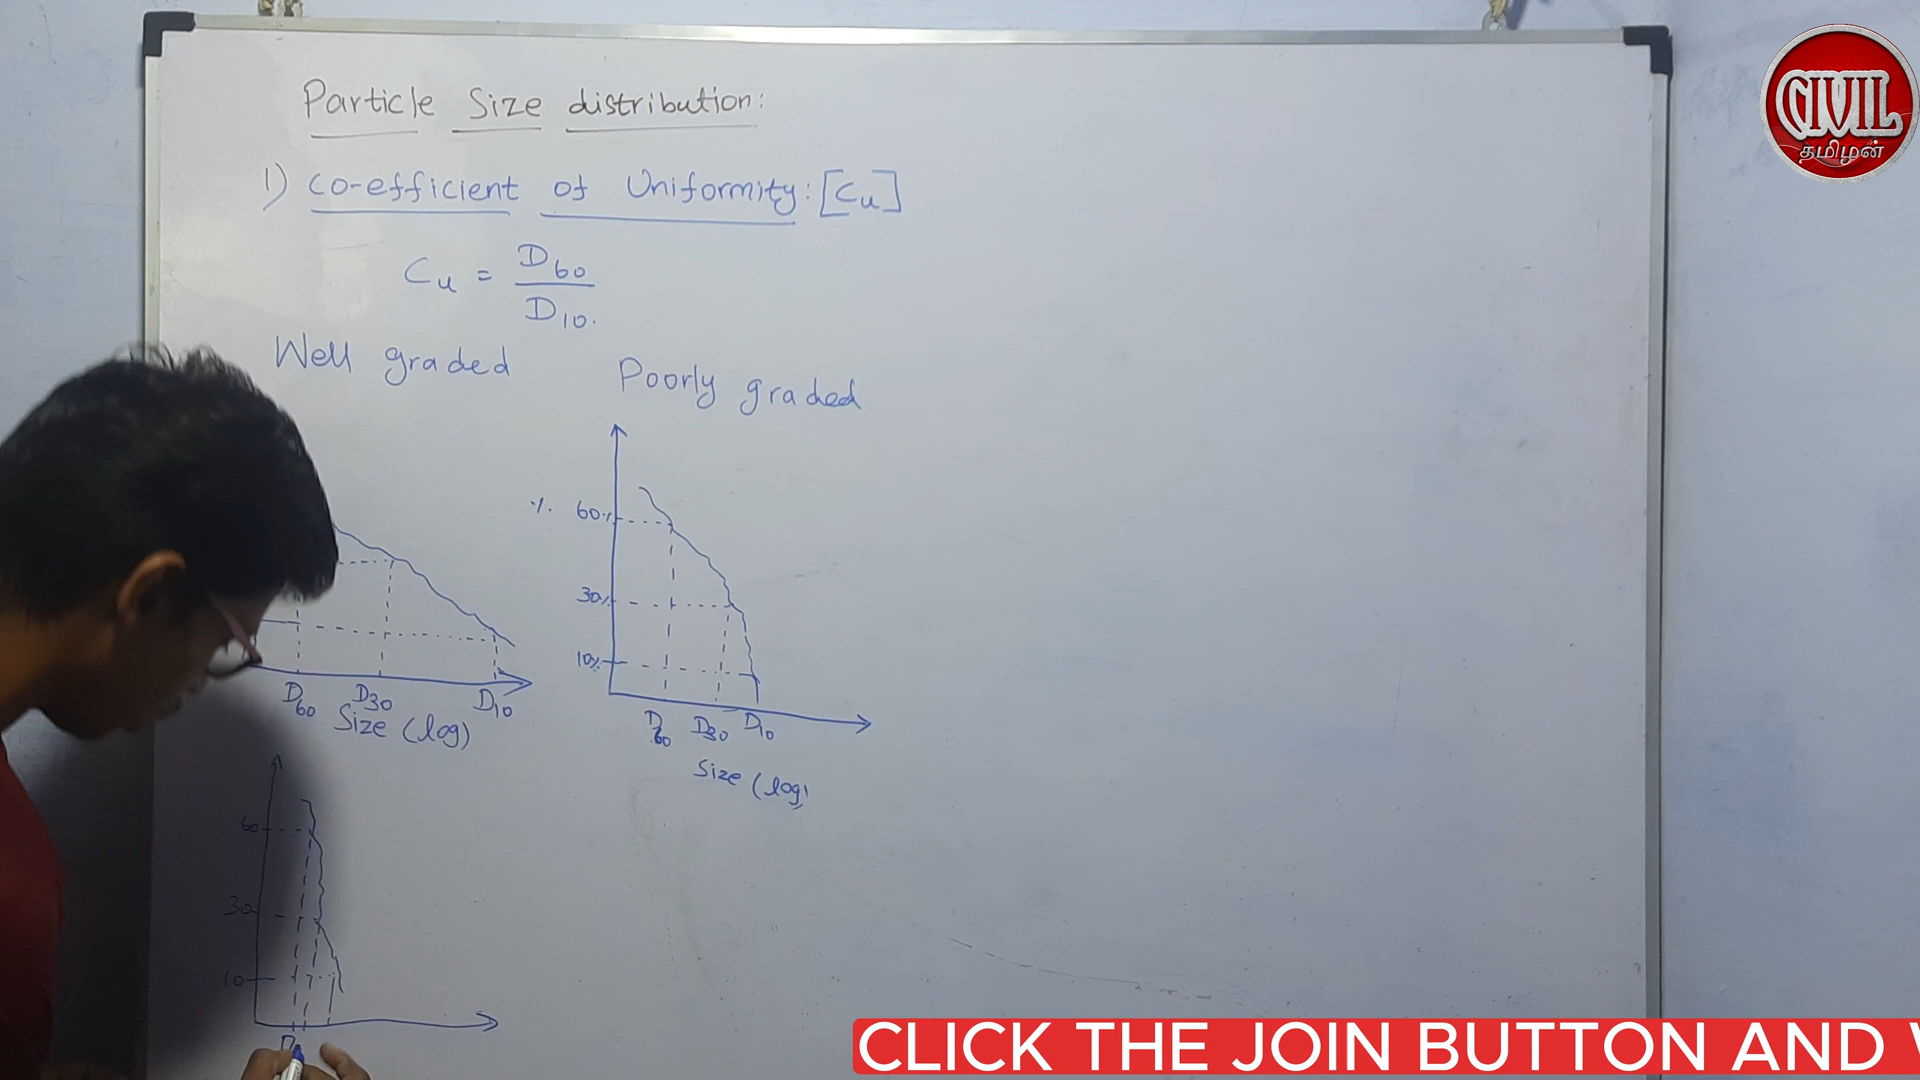 Particle Size distribution:
1) Co-efficient of Uniformity: [Cu]
Cu = D60
D10.
Well graded
Poorly graded
%. 60%
30%
10%
D60 D30 D10
Size (log)
D60 D30 D10
Size (log)
60
30
10
D
CIVIL
தமிழன்
CLICK THE JOIN BUTTON AND